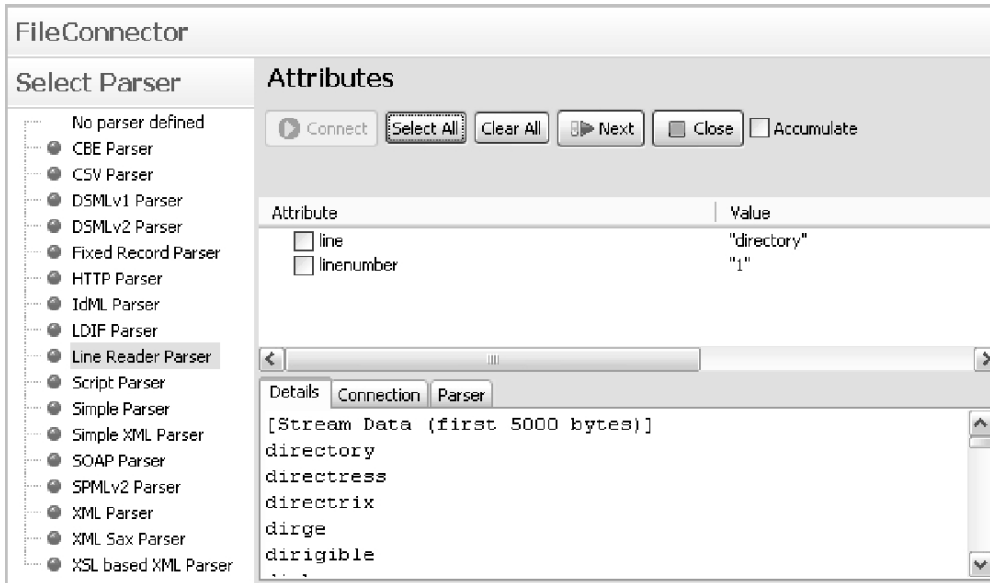 FileConnector
Select Parser
No parser defined
CBE Parser
CSV Parser
DSMLv1 Parser
DSMLv2 Parser
Fixed Record Parser
HTTP Parser
IdML Parser
LDIF Parser
Line Reader Parser
Script Parser
Simple Parser
Simple XML Parser
SOAP Parser
SPMLv2 Parser
XML Parser
XML Sax Parser
XSL based XML Parser
Attributes
Connect Select All Clear All Next Close Accumulate
Attribute Value
line "directory"
linenumber "1"
Details Connection Parser
[Stream Data (first 5000 bytes)]
directory
directress
directrix
dirge
dirigible